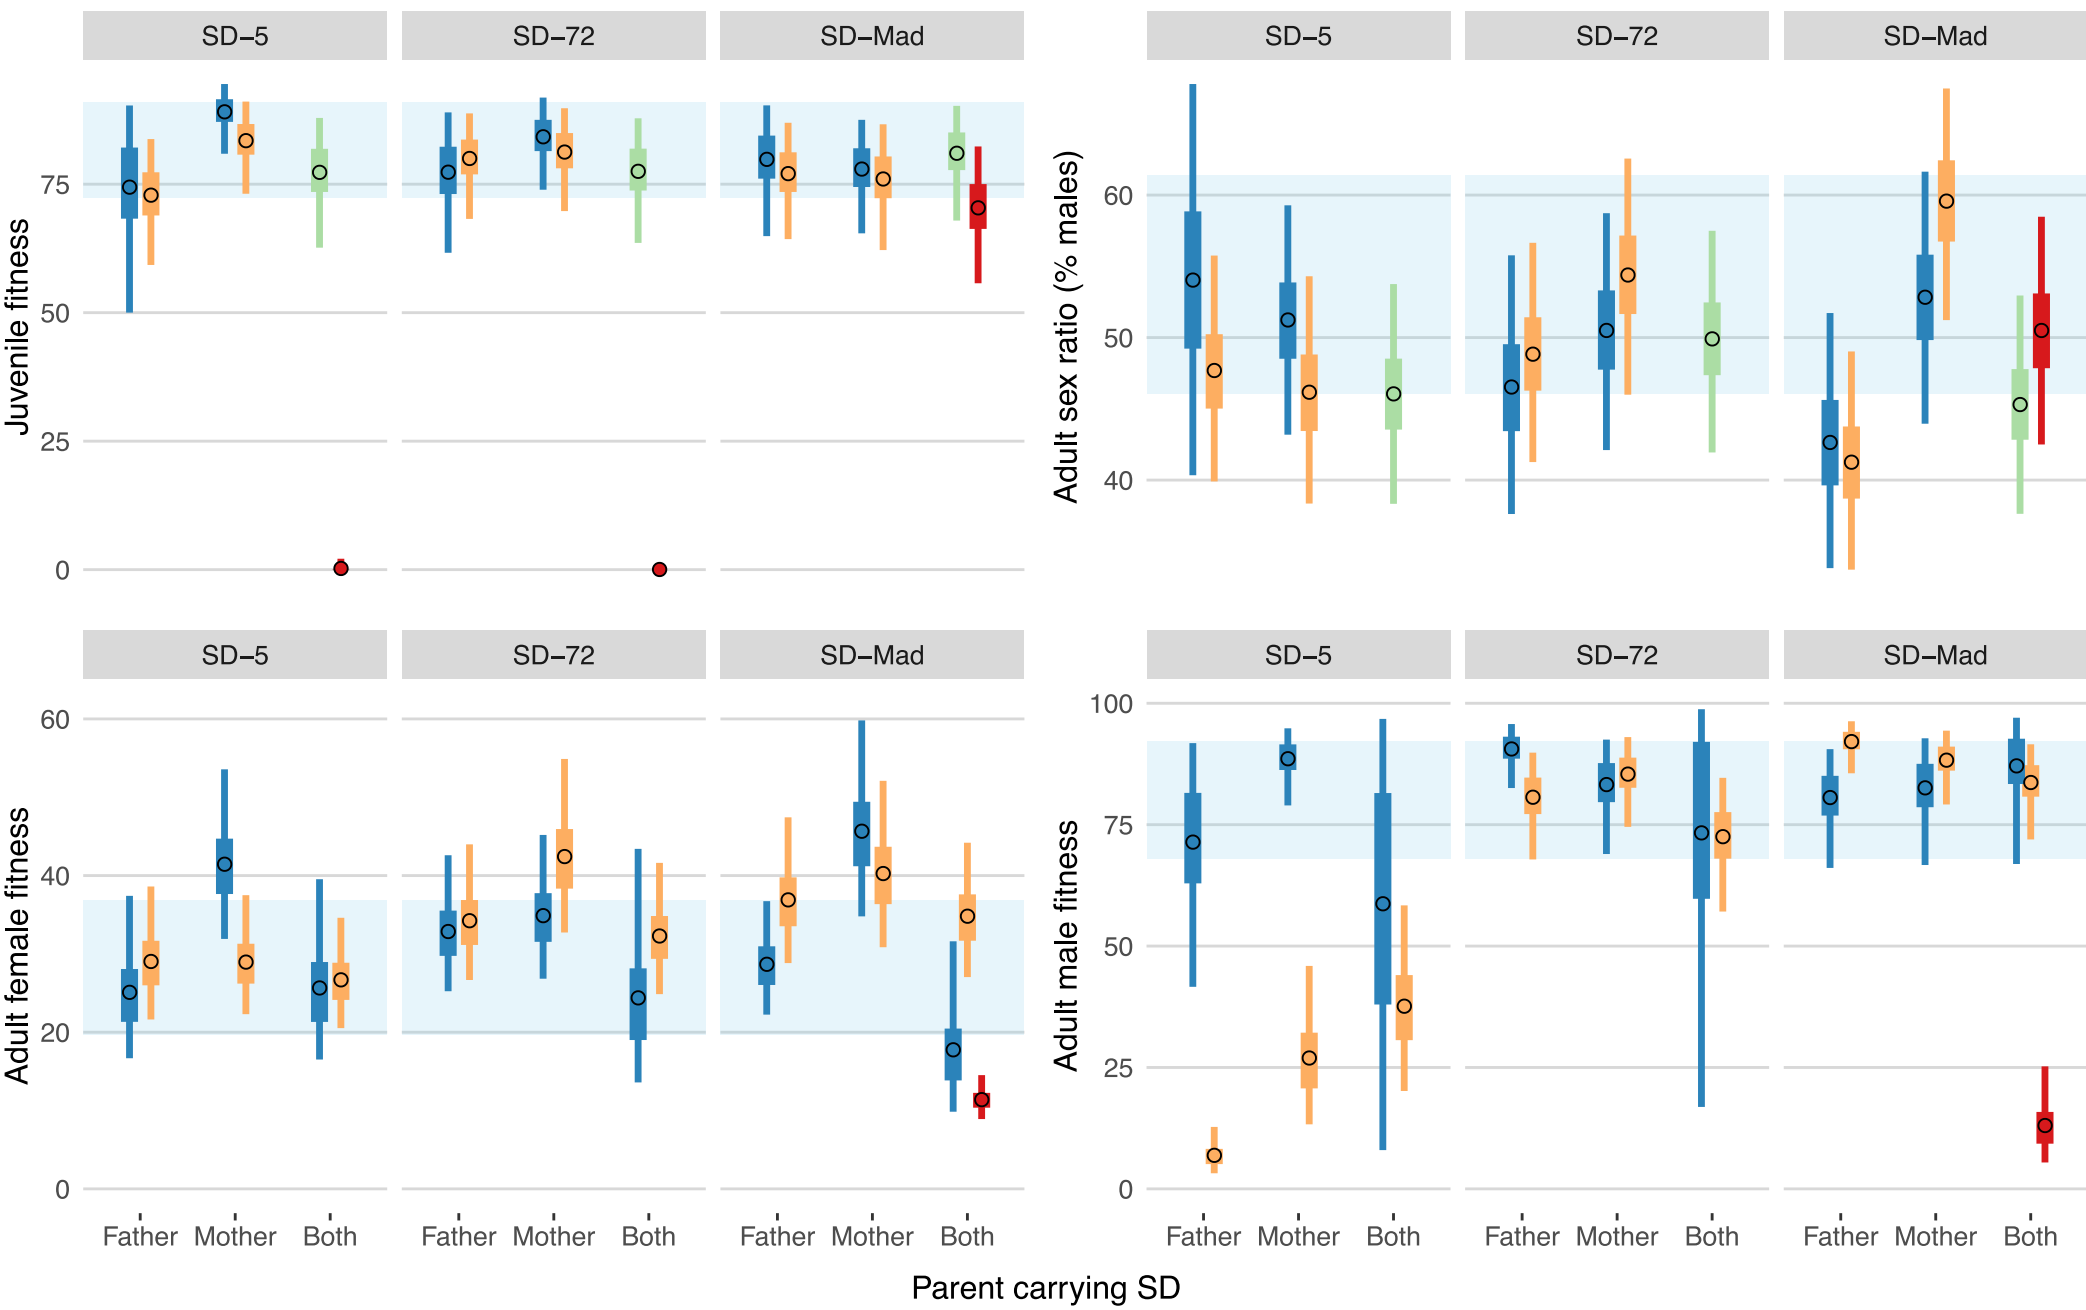 SD–5 SD–72 SD–Mad
Juvenile fitness
75
50
25
0
SD–5 SD–72 SD–Mad
Adult sex ratio (% males)
60
50
40
SD–5 SD–72 SD–Mad
Adult female fitness
60
40
20
0
Father Mother Both Father Mother Both Father Mother Both
SD–5 SD–72 SD–Mad
Adult male fitness
100
75
50
25
0
Father Mother Both Father Mother Both Father Mother Both
Parent carrying SD